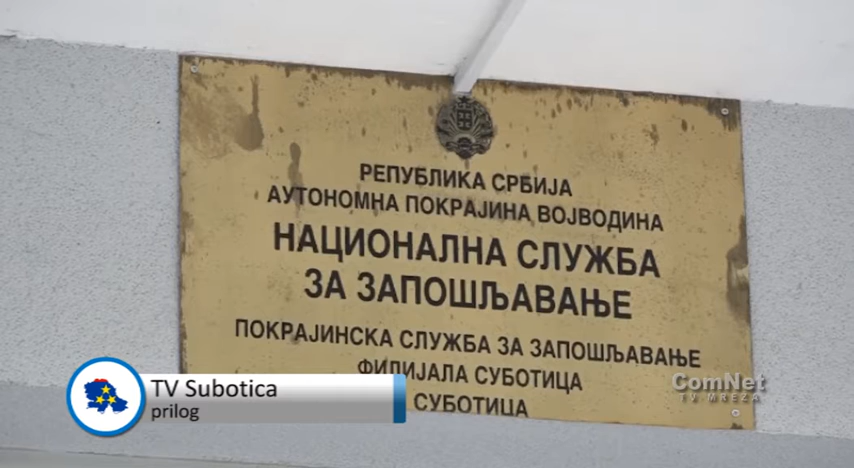 РЕПУБЛИКА СРБИЈА
АУТОНОМНА ПОКРАЈИНА ВОЈВОДИНА
НАЦИОНАЛНА СЛУЖБА
ЗА ЗАПОШЉАВАЊЕ
ПОКРАЈИНСКА СЛУЖБА ЗА ЗАПОШЉАВАЊЕ
ФИЛИЈАЛА СУБОТИЦА
СУБОТИЦА
TV Subotica
prilog
ComNet
TV MREZA